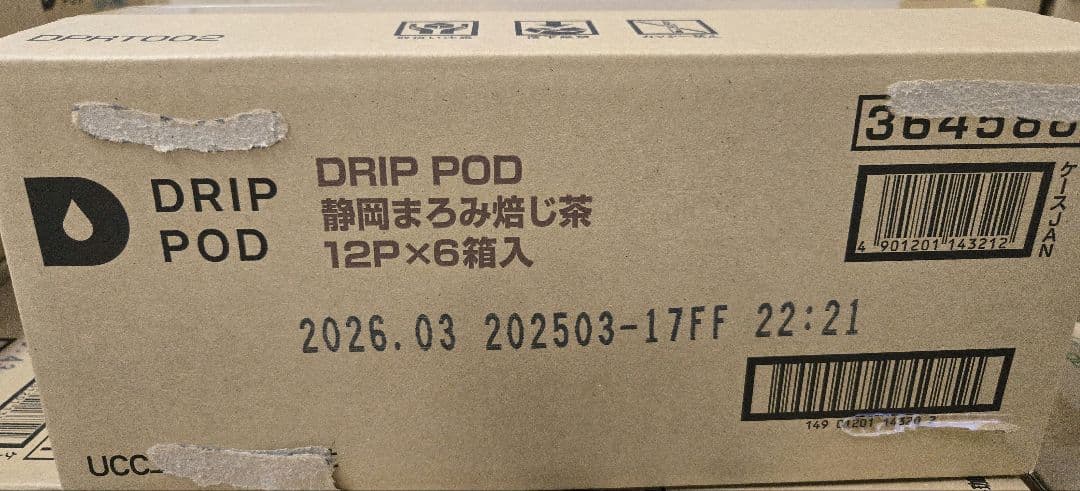 DPRT002
DRIP
POD
DRIP POD
静岡まろみ焙じ茶
12P×6箱入
364586
4 901201 143212
ケースJAN
2026.03 202503-17FF 22:21
UCC